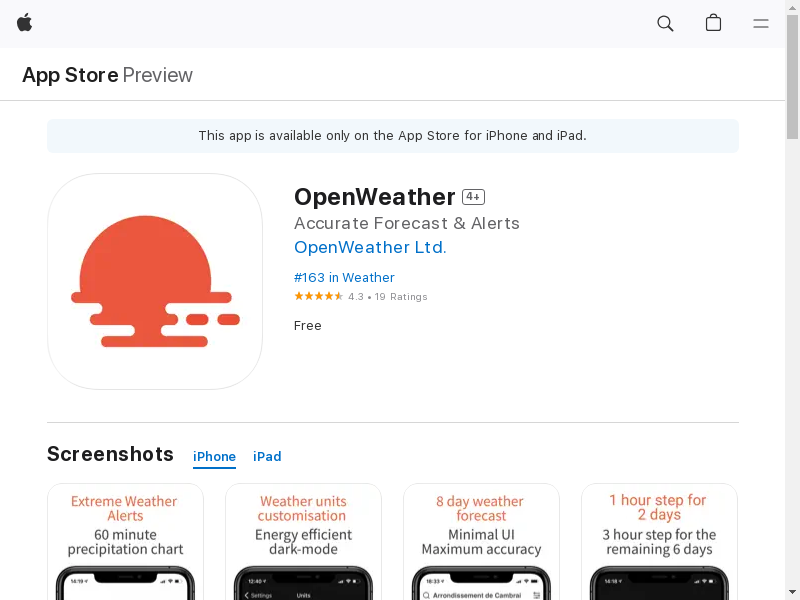 App Store Preview
This app is available only on the App Store for iPhone and iPad.
OpenWeather 4+
Accurate Forecast & Alerts
OpenWeather Ltd.
#163 in Weather
4.3 • 19 Ratings
Free
Screenshots iPhone iPad
Extreme Weather
Alerts
60 minute
precipitation chart
14:19
Weather units
customisation
Energy efficient
dark-mode
12:40
Settings Units
8 day weather
forecast
Minimal UI
Maximum accuracy
18:33
Arrondissement de Cambrai
1 hour step for
2 days
3 hour step for the
remaining 6 days
14:18